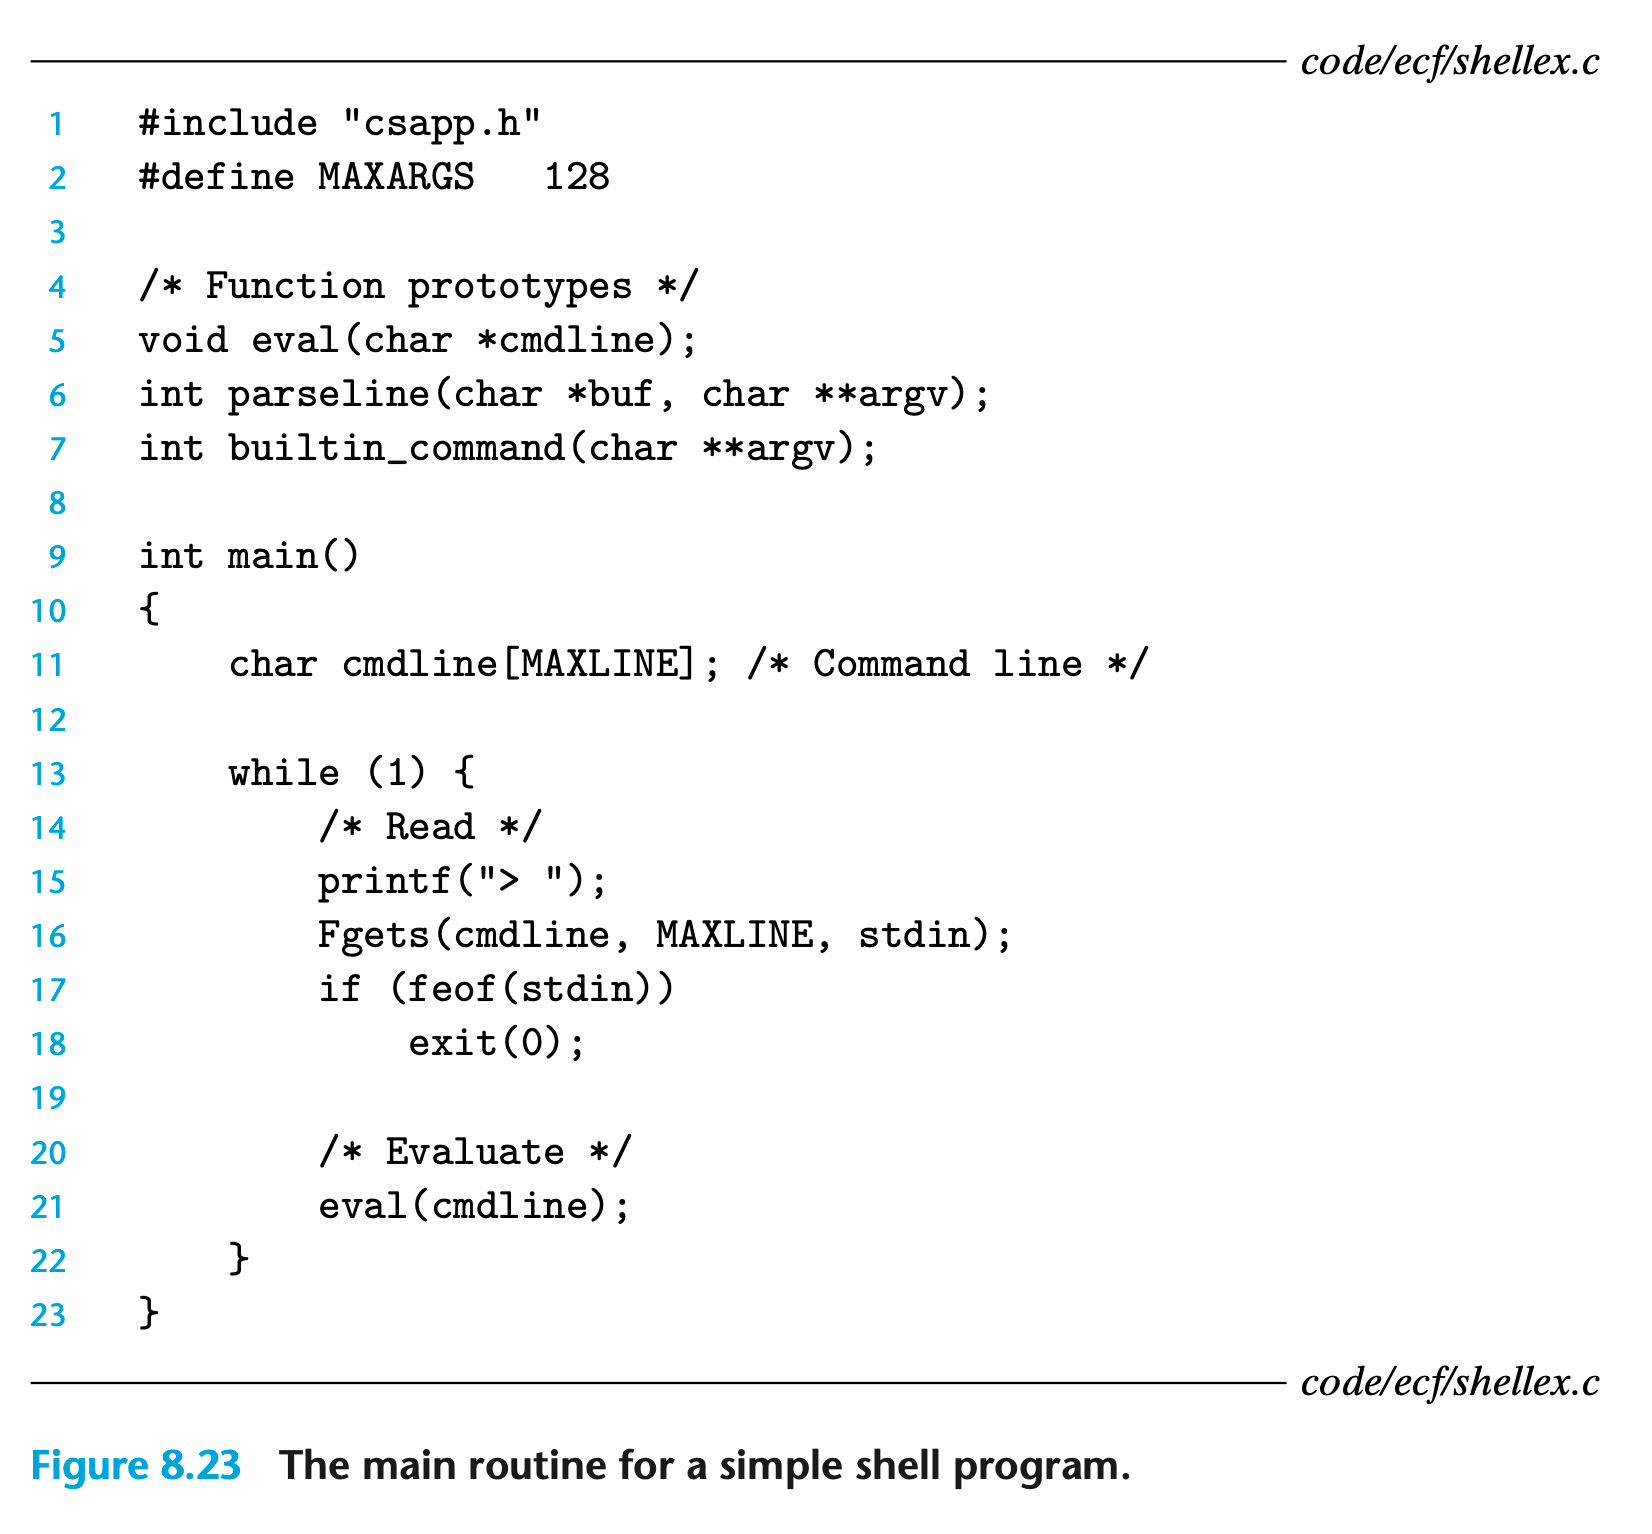 code/ecf/shellex.c
1 #include "csapp.h"
2 #define MAXARGS   128
3
4 /* Function prototypes */
5 void eval(char *cmdline);
6 int parseline(char *buf, char **argv);
7 int builtin_command(char **argv);
8
9 int main()
10 {
11     char cmdline[MAXLINE]; /* Command line */
12
13     while (1) {
14         /* Read */
15         printf("> ");
16         Fgets(cmdline, MAXLINE, stdin);
17         if (feof(stdin))
18             exit(0);
19
20         /* Evaluate */
21         eval(cmdline);
22     }
23 }
code/ecf/shellex.c
Figure 8.23 The main routine for a simple shell program.